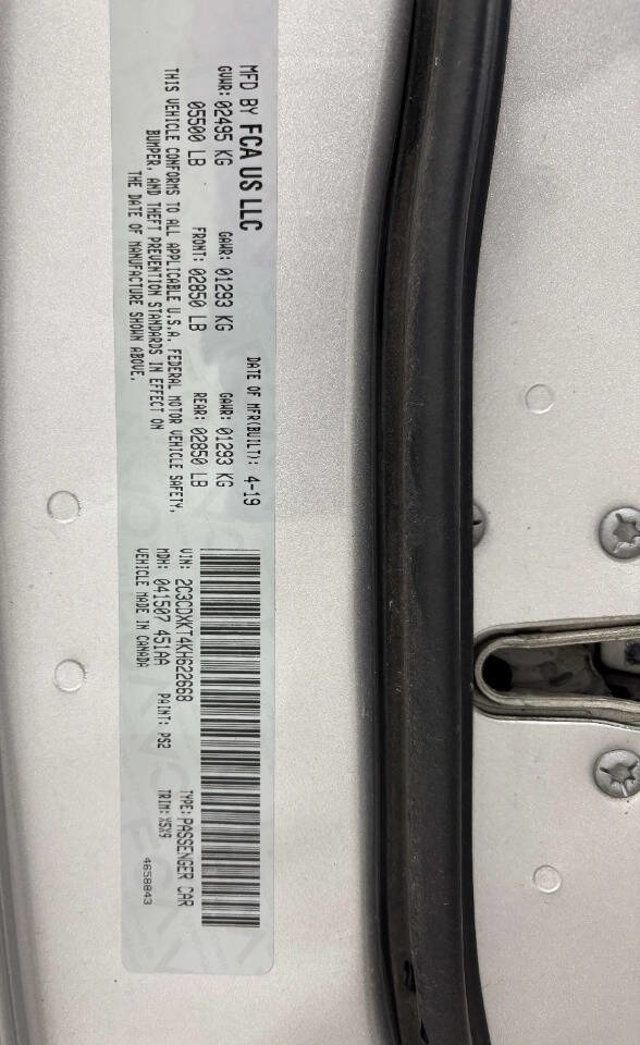 MFD BY FCA US LLC
DATE OF MFR(BUILT): 4-19
GVWR: 02495 KG GAWR: 01293 KG GAWR: 01293 KG
05500 LB FRONT: 02850 LB REAR: 02850 LB
THIS VEHICLE CONFORMS TO ALL APPLICABLE U.S.A. FEDERAL MOTOR VEHICLE SAFETY,
BUMPER, AND THEFT PREVENTION STANDARDS IN EFFECT ON
THE DATE OF MANUFACTURE SHOWN ABOVE.
VIN: 2C3CDXKT4KH622668 TYPE: PASSENGER CAR
MDH: 041507 451AA PAINT: PS2 TRIM: X5X9
VEHICLE MADE IN CANADA 4658843